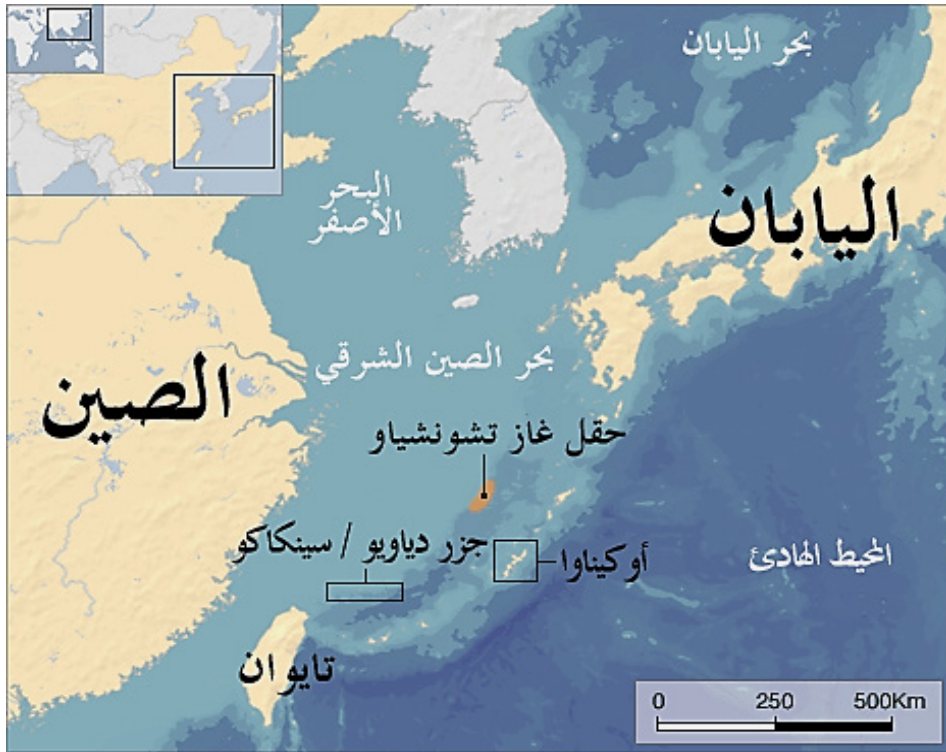 بحر اليابان
البحر
الأصفر
اليابان
بحر الصين الشرقي
الصين
حقل غاز تشونشياو
جزر دياويو / سينكاكو
أوكيناوا
المحيط الهادئ
تايوان
0 250 500Km